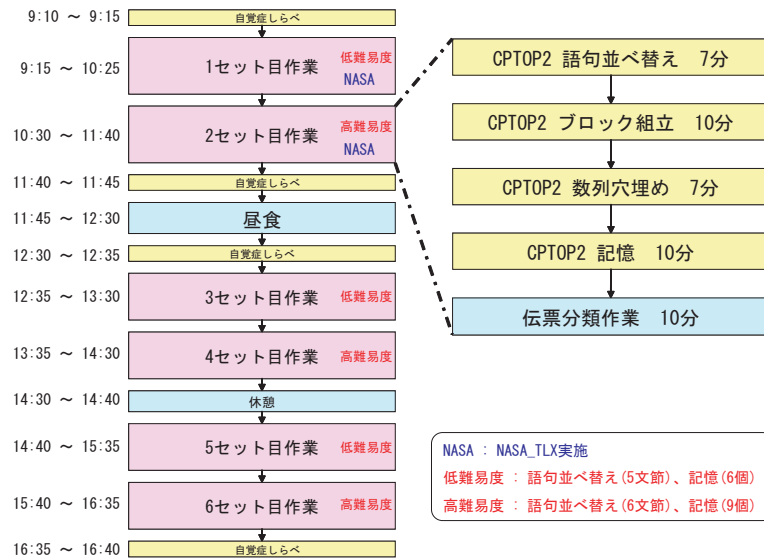 9:10 ～ 9:15 自覚症しらべ
9:15 ～ 10:25 1セット目作業 低難易度 NASA
10:30 ～ 11:40 2セット目作業 高難易度 NASA
11:40 ～ 11:45 自覚症しらべ
11:45 ～ 12:30 昼食
12:30 ～ 12:35 自覚症しらべ
12:35 ～ 13:30 3セット目作業 低難易度
13:35 ～ 14:30 4セット目作業 高難易度
14:30 ～ 14:40 休憩
14:40 ～ 15:35 5セット目作業 低難易度
15:40 ～ 16:35 6セット目作業 高難易度
16:35 ～ 16:40 自覚症しらべ
CPTOP2 語句並べ替え 7分
CPTOP2 ブロック組立 10分
CPTOP2 数列穴埋め 7分
CPTOP2 記憶 10分
伝票分類作業 10分
NASA : NASA_TLX実施
低難易度 : 語句並べ替え(5文節)、記憶(6個)
高難易度 : 語句並べ替え(6文節)、記憶(9個)